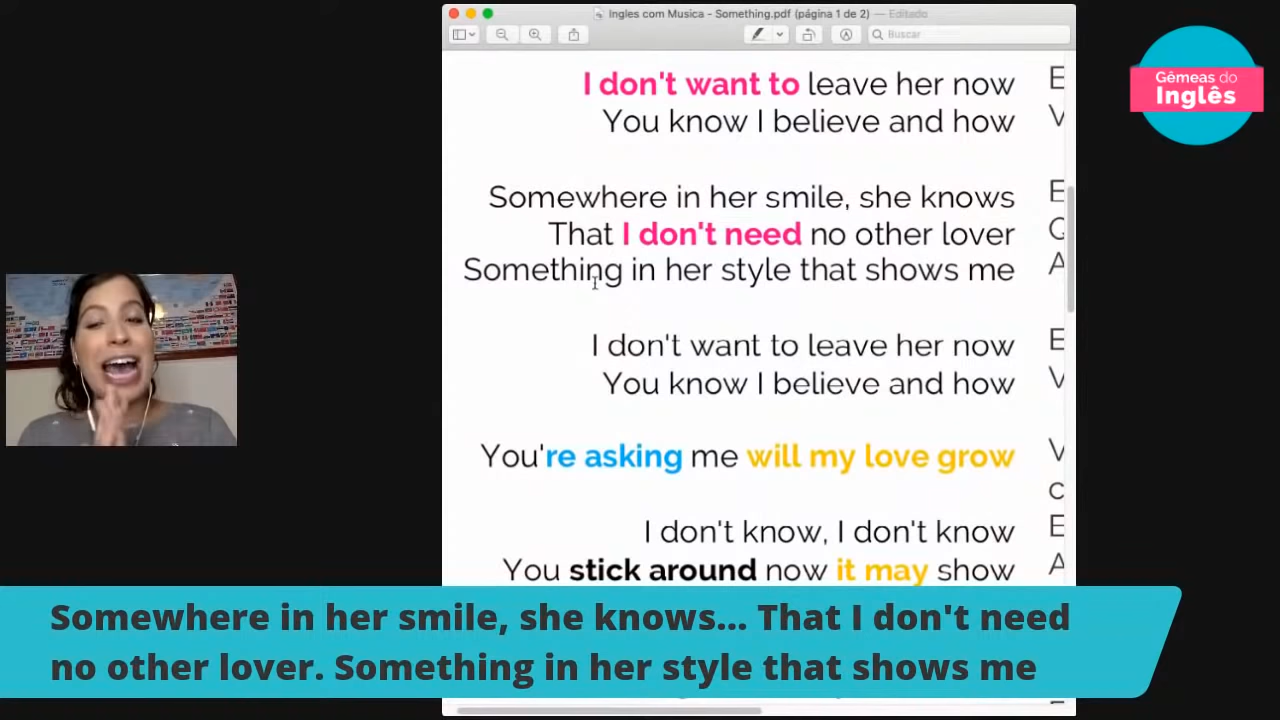 Ingles com Musica - Something.pdf (página 1 de 2) — Editado
Buscar
Gêmeas do
Inglês
I don't want to leave her now
You know I believe and how
Somewhere in her smile, she knows
That I don't need no other lover
Something in her style that shows me
I don't want to leave her now
You know I believe and how
You're asking me will my love grow
I don't know, I don't know
You stick around now it may show
Somewhere in her smile, she knows... That I don't need
no other lover. Something in her style that shows me